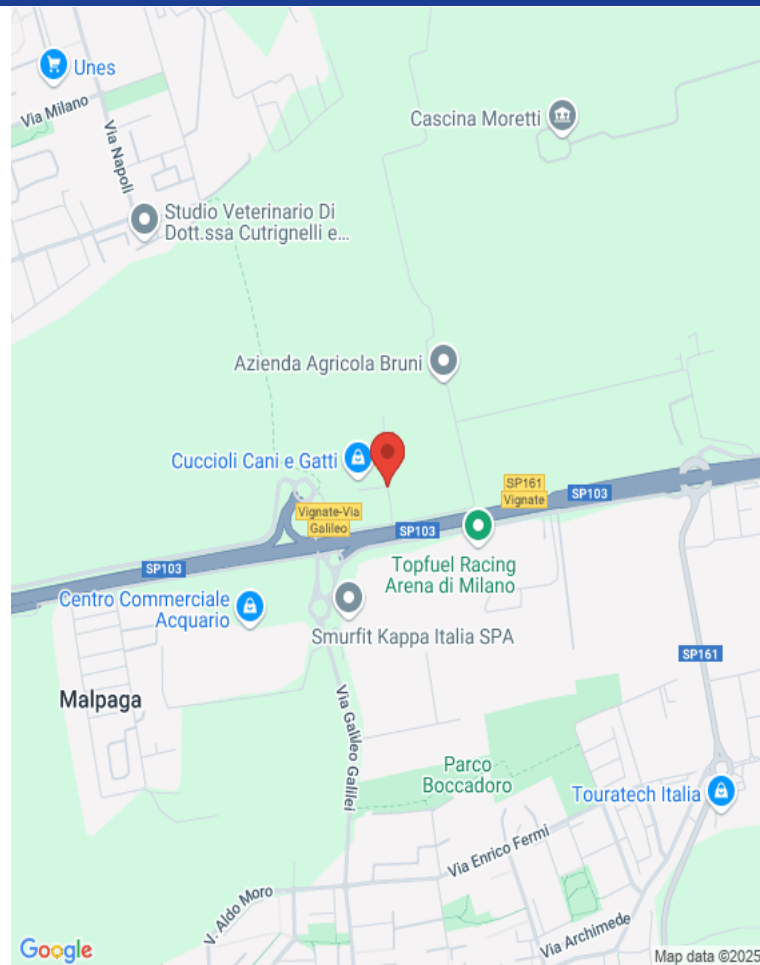 Unes
Via Milano
Via Napoli
Cascina Moretti
Studio Veterinario Di
Dott.ssa Cutrignelli e...
Azienda Agricola Bruni
Cuccioli Cani e Gatti
SP161
Vignate
SP103
Vignate-Via
Galileo
SP103
SP103
Topfuel Racing
Arena di Milano
Centro Commerciale
Acquario
Smurfit Kappa Italia SPA
SP161
Malpaga
Via Galileo Galilei
Parco
Boccadoro
Touratech Italia
Via Enrico Fermi
V. Aldo Moro
Via Archimede
Google
Map data ©2025